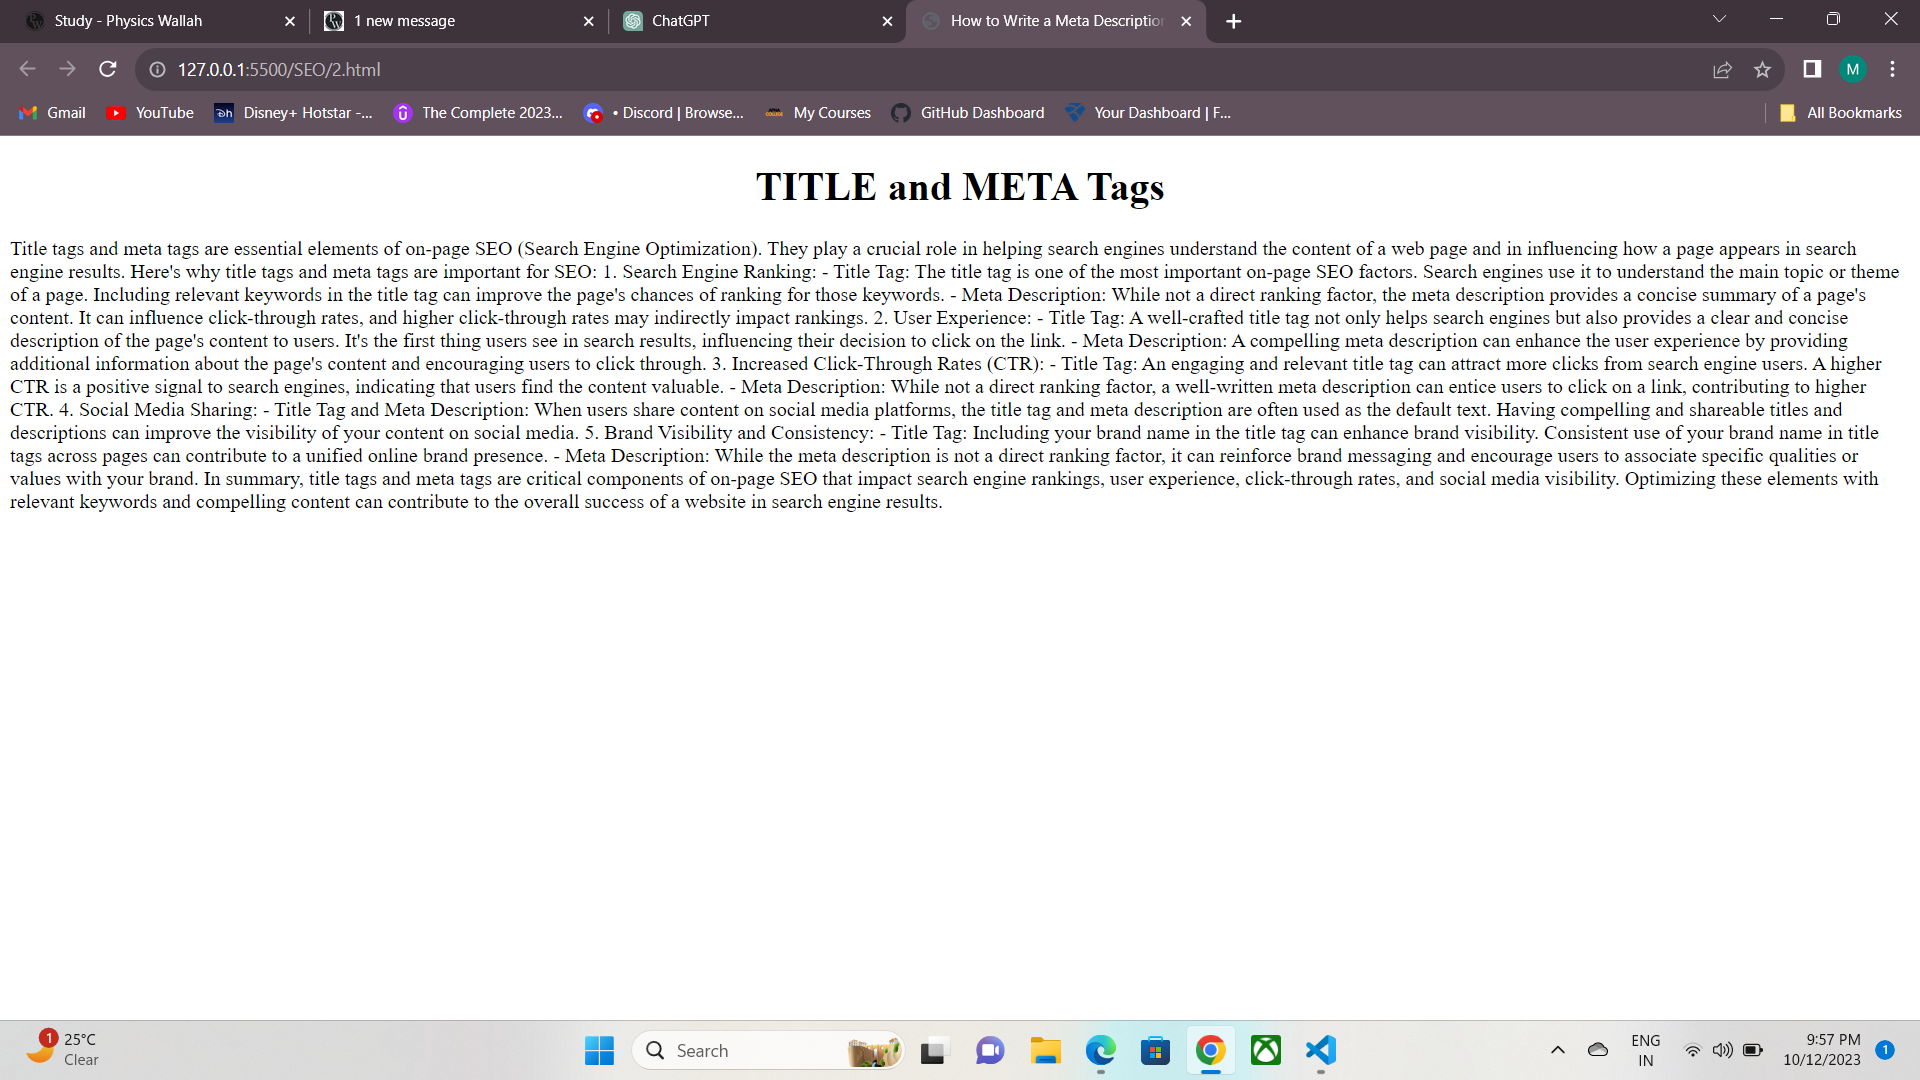 Study - Physics Wallah
1 new message
ChatGPT
How to Write a Meta Description
127.0.0.1:5500/SEO/2.html
M
Gmail
YouTube
Disney+ Hotstar -...
The Complete 2023...
• Discord | Browse...
My Courses
GitHub Dashboard
Your Dashboard | F...
All Bookmarks
TITLE and META Tags
Title tags and meta tags are essential elements of on-page SEO (Search Engine Optimization). They play a crucial role in helping search engines understand the content of a web page and in influencing how a page appears in search
engine results. Here's why title tags and meta tags are important for SEO: 1. Search Engine Ranking: - Title Tag: The title tag is one of the most important on-page SEO factors. Search engines use it to understand the main topic or theme
of a page. Including relevant keywords in the title tag can improve the page's chances of ranking for those keywords. - Meta Description: While not a direct ranking factor, the meta description provides a concise summary of a page's
content. It can influence click-through rates, and higher click-through rates may indirectly impact rankings. 2. User Experience: - Title Tag: A well-crafted title tag not only helps search engines but also provides a clear and concise
description of the page's content to users. It's the first thing users see in search results, influencing their decision to click on the link. - Meta Description: A compelling meta description can enhance the user experience by providing
additional information about the page's content and encouraging users to click through. 3. Increased Click-Through Rates (CTR): - Title Tag: An engaging and relevant title tag can attract more clicks from search engine users. A higher
CTR is a positive signal to search engines, indicating that users find the content valuable. - Meta Description: While not a direct ranking factor, a well-written meta description can entice users to click on a link, contributing to higher
CTR. 4. Social Media Sharing: - Title Tag and Meta Description: When users share content on social media platforms, the title tag and meta description are often used as the default text. Having compelling and shareable titles and
descriptions can improve the visibility of your content on social media. 5. Brand Visibility and Consistency: - Title Tag: Including your brand name in the title tag can enhance brand visibility. Consistent use of your brand name in title
tags across pages can contribute to a unified online brand presence. - Meta Description: While the meta description is not a direct ranking factor, it can reinforce brand messaging and encourage users to associate specific qualities or
values with your brand. In summary, title tags and meta tags are critical components of on-page SEO that impact search engine rankings, user experience, click-through rates, and social media visibility. Optimizing these elements with
relevant keywords and compelling content can contribute to the overall success of a website in search engine results.
1
25°C
Clear
Search
ENG
IN
9:57 PM
10/12/2023
1